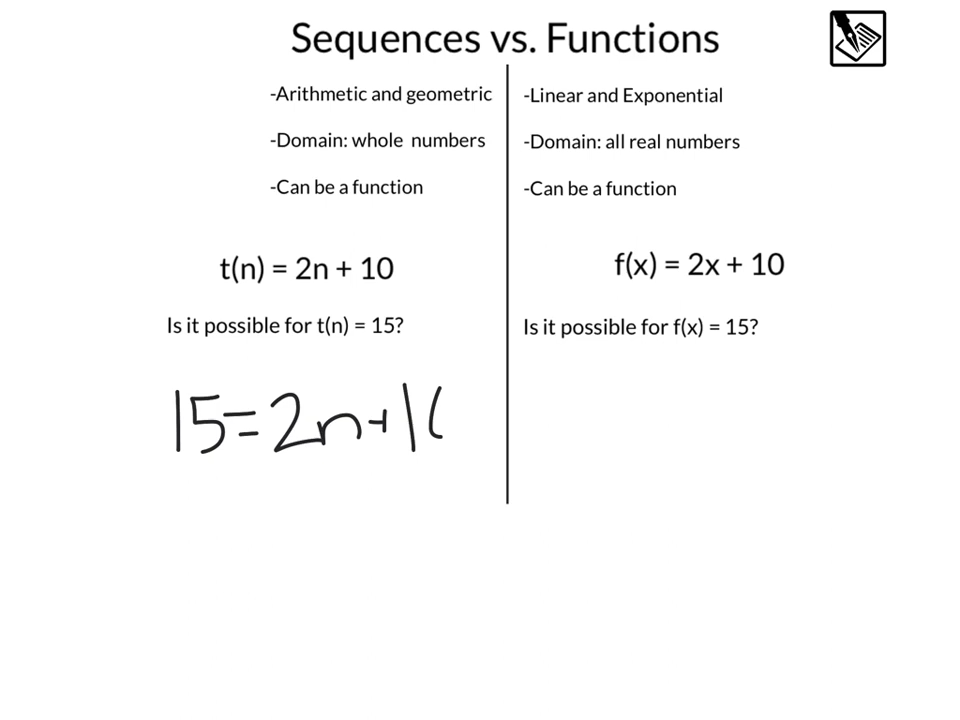 Sequences vs. Functions
-Arithmetic and geometric
-Domain: whole numbers
-Can be a function
t(n) = 2n + 10
Is it possible for t(n) = 15?
15=2n+1(
-Linear and Exponential
-Domain: all real numbers
-Can be a function
f(x) = 2x + 10
Is it possible for f(x) = 15?